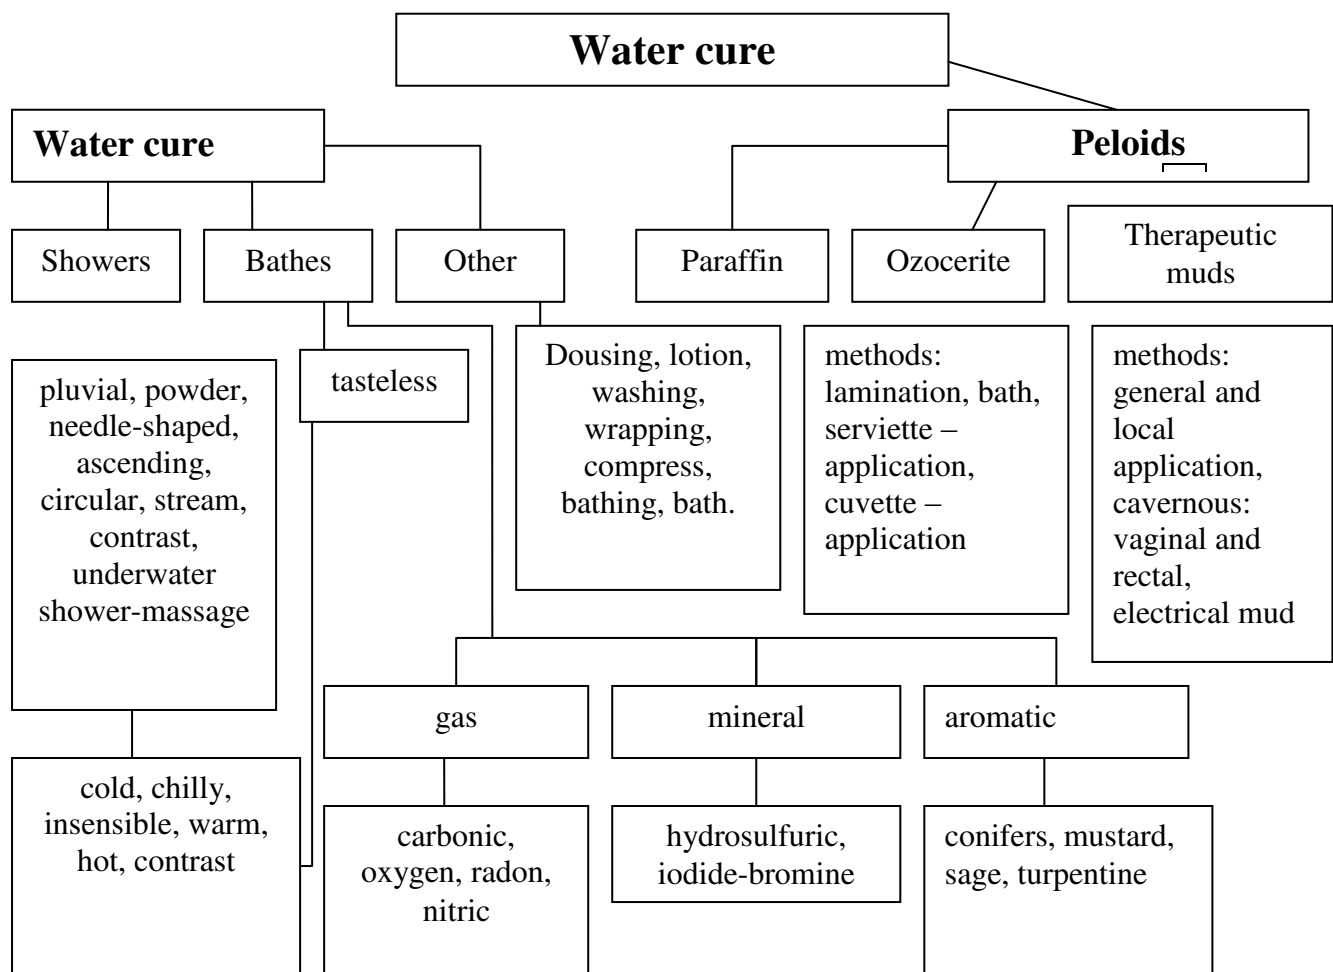 Water cure
Water cure
Peloids
Showers
Bathes
Other
Paraffin
Ozocerite
Therapeutic
muds
pluvial, powder,
needle-shaped,
ascending,
circular, stream,
contrast,
underwater
shower-massage
tasteless
Dousing, lotion,
washing,
wrapping,
compress,
bathing, bath.
methods:
lamination, bath,
serviette –
application,
cuvette –
application
methods:
general and
local
application,
cavernous:
vaginal and
rectal,
electrical mud
gas
mineral
aromatic
cold, chilly,
insensible, warm,
hot, contrast
carbonic,
oxygen, radon,
nitric
hydrosulfuric,
iodide-bromine
conifers, mustard,
sage, turpentine